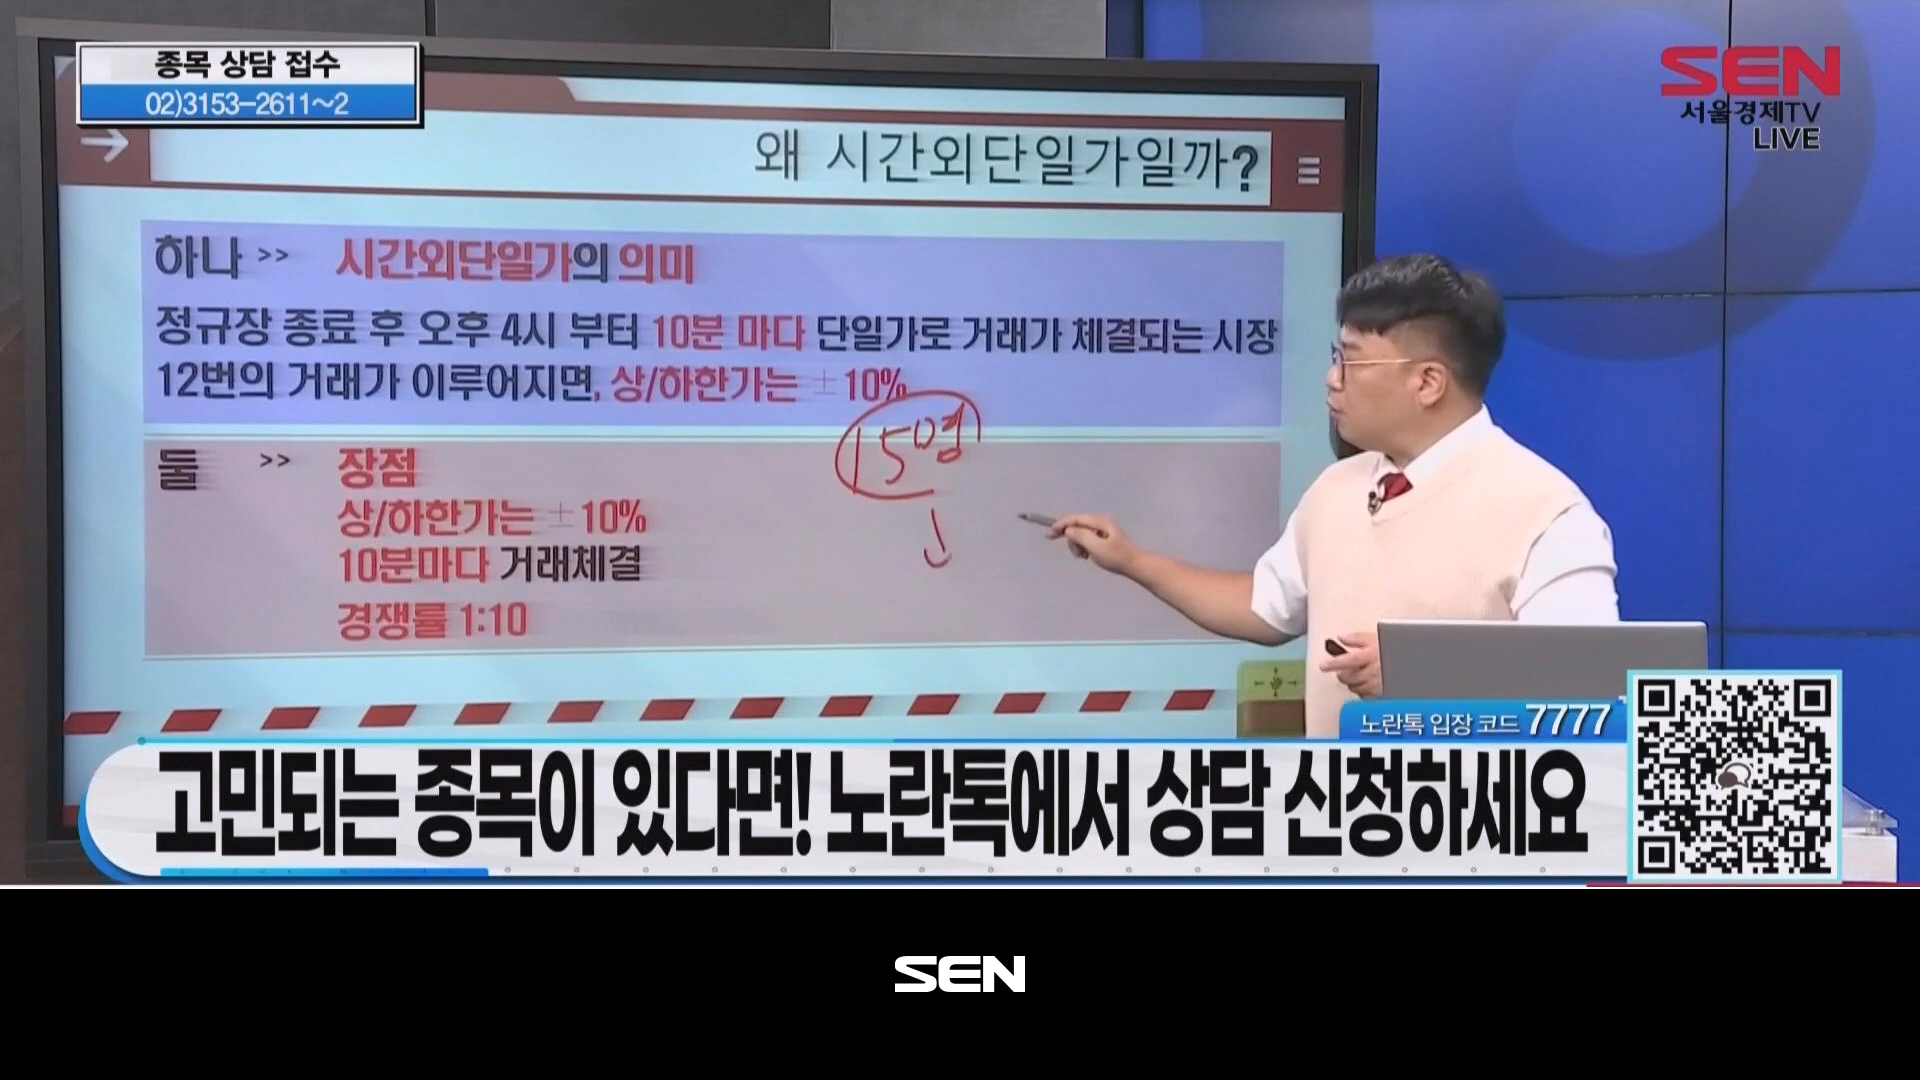 종목 상담 접수
02)3153-2611~2
SEN
서울경제TV
LIVE
왜 시간외단일가일까?
하나 >> 시간외단일가의 의미
정규장 종료 후 오후 4시 부터 10분 마다 단일가로 거래가 체결되는 시장
12번의 거래가 이루어지면, 상/하한가는 ±10%
15명
둘 >> 장점
상/하한가는 ±10%
10분마다 거래체결
경쟁률 1:10
노란톡 입장 코드 7777
고민되는 종목이 있다면! 노란톡에서 상담 신청하세요
SEN